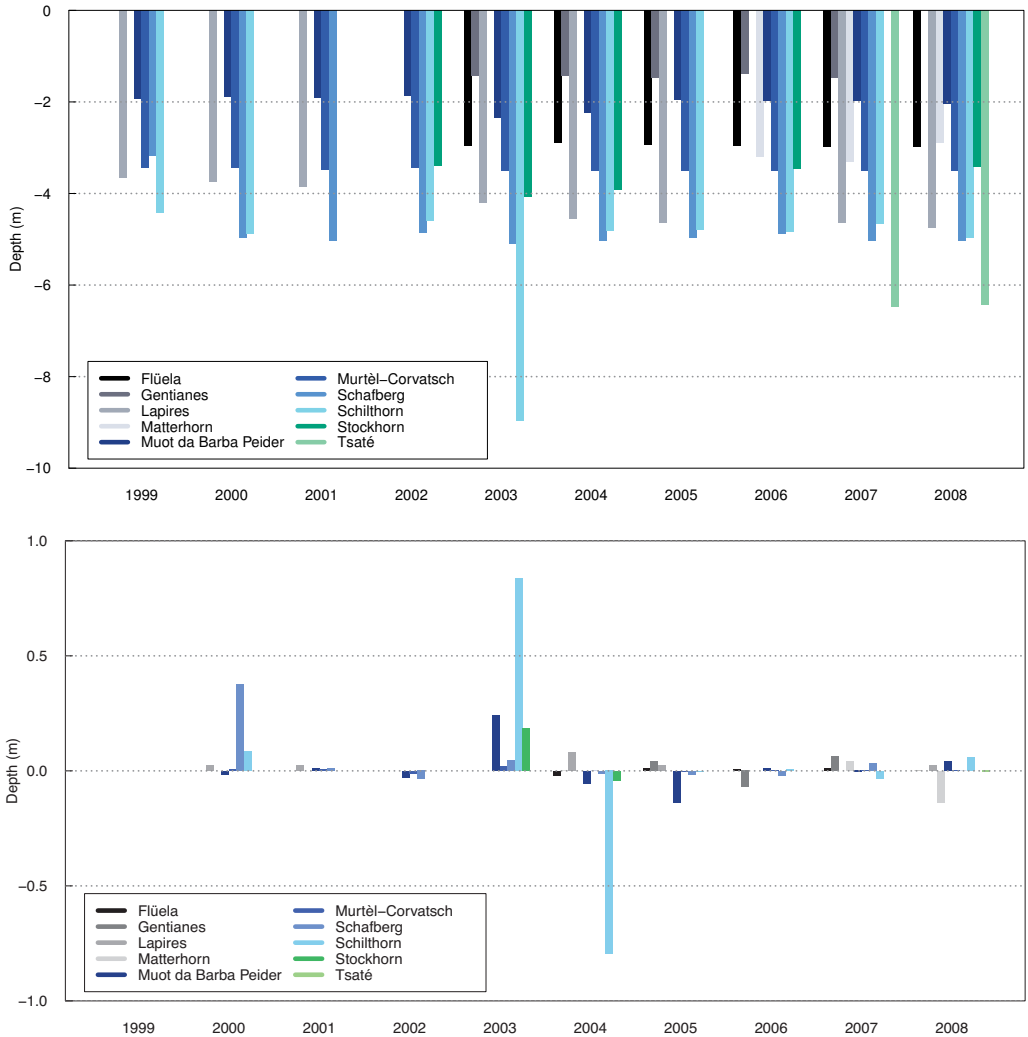 0
−2
−4
−6
−8
−10
Depth (m)
Flüela
Gentianes
Lapires
Matterhorn
Muot da Barba Peider
Murtèl−Corvatsch
Schafberg
Schilthorn
Stockhorn
Tsaté
1999 2000 2001 2002 2003 2004 2005 2006 2007 2008
1.0
0.5
0.0
−0.5
−1.0
Depth (m)
Flüela
Gentianes
Lapires
Matterhorn
Muot da Barba Peider
Murtèl−Corvatsch
Schafberg
Schilthorn
Stockhorn
Tsaté
1999 2000 2001 2002 2003 2004 2005 2006 2007 2008